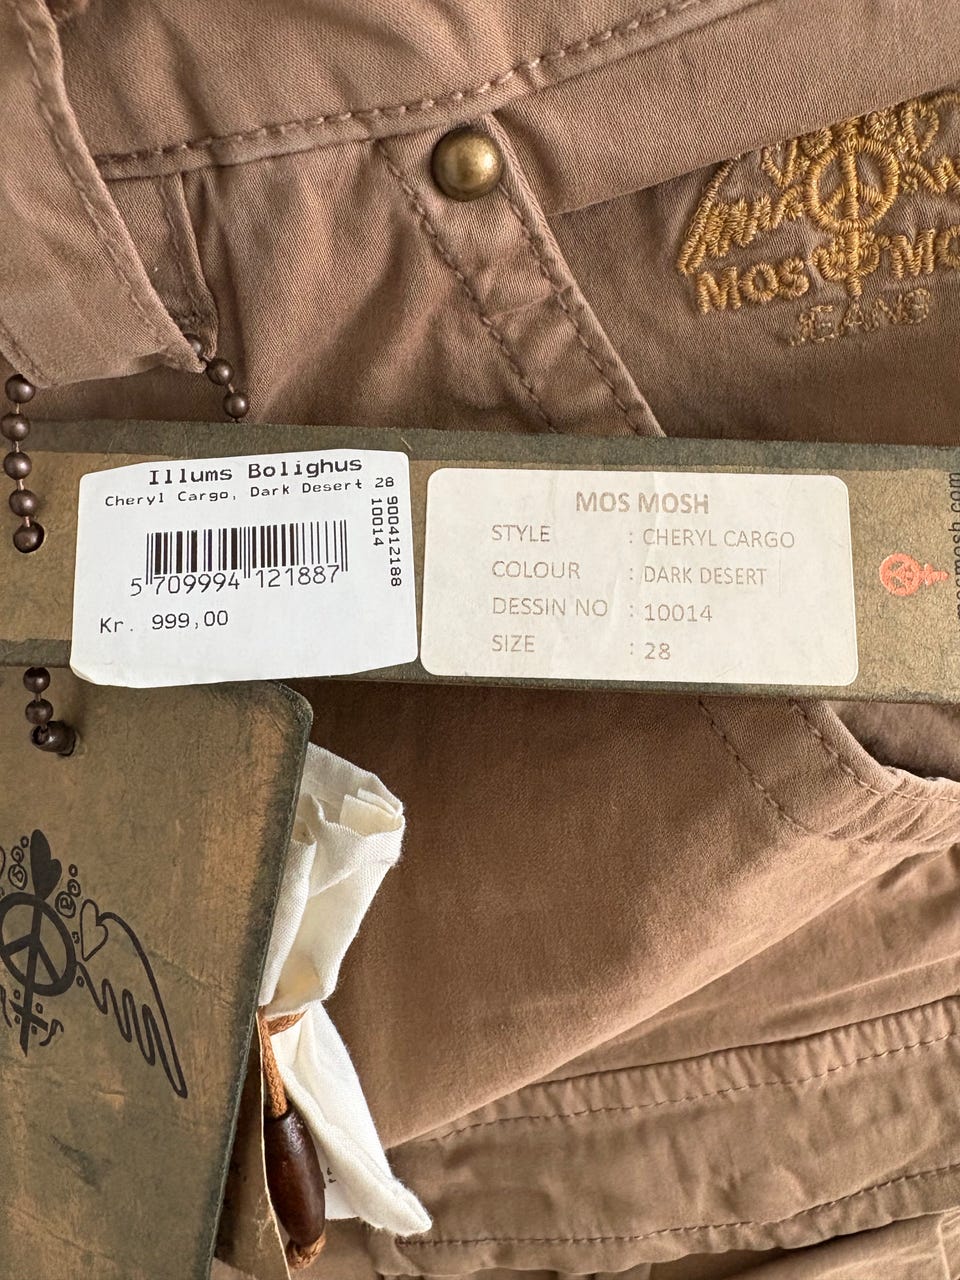 MOS MOSH
JEANS
Illums Bolighus
Cheryl Cargo, Dark Desert 28
900412188
10014
5 709994 121887
Kr. 999,00
MOS MOSH
STYLE : CHERYL CARGO
COLOUR : DARK DESERT
DESSIN NO : 10014
SIZE : 28
mosmosh.com